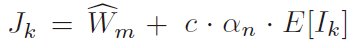 $J_k = \widehat{W}_m + c \cdot \alpha_n \cdot E[I_k]$